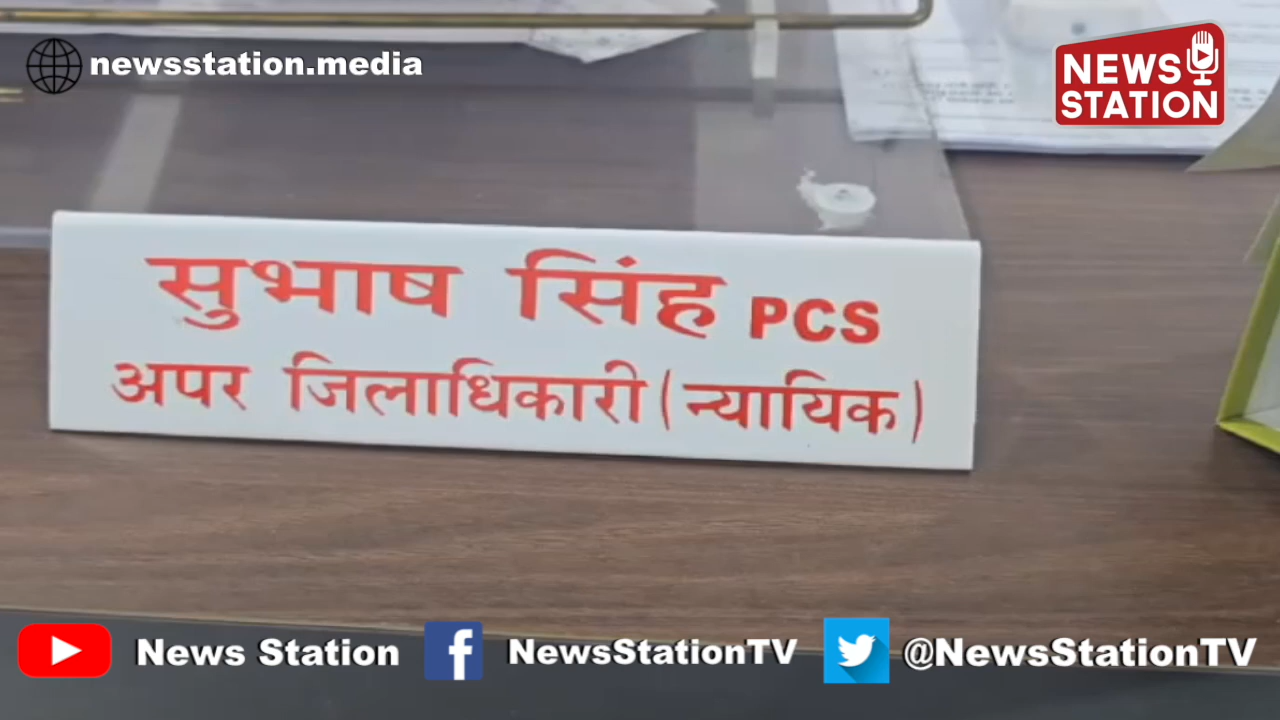 newsstation.media
NEWS
STATION
सुभाष सिंह PCS
अपर जिलाधिकारी (न्यायिक)
News Station
NewsStationTV
@NewsStationTV